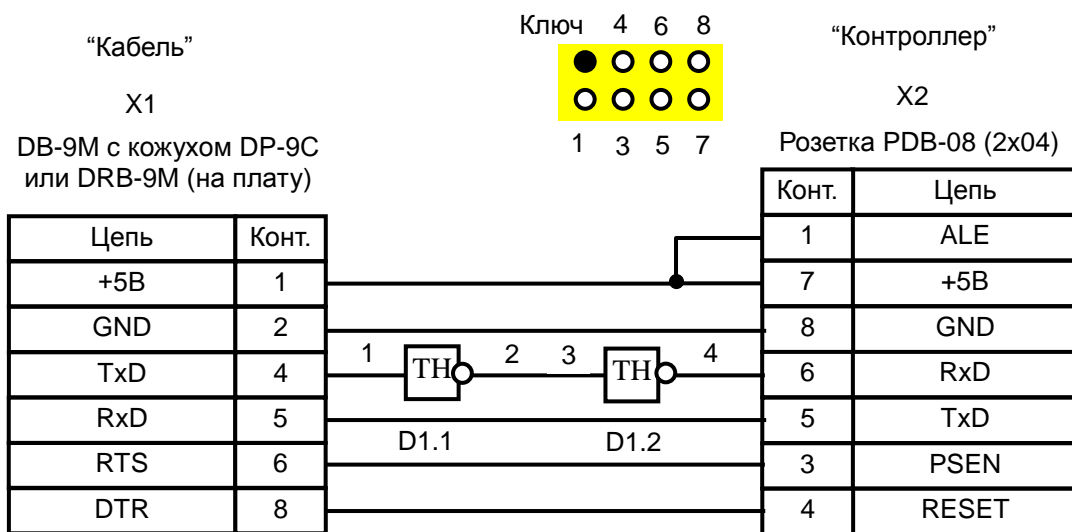 Ключ 4 6 8
1 3 5 7
“Кабель”
X1
DB-9M с кожухом DP-9C
или DRB-9M (на плату)
Цепь Конт.
+5В 1
GND 2
TxD 4
RxD 5
RTS 6
DTR 8
1 TH 2 3 TH 4
D1.1 D1.2
“Контроллер”
X2
Розетка PDB-08 (2x04)
Конт. Цепь
1 ALE
7 +5В
8 GND
6 RxD
5 TxD
3 PSEN
4 RESET